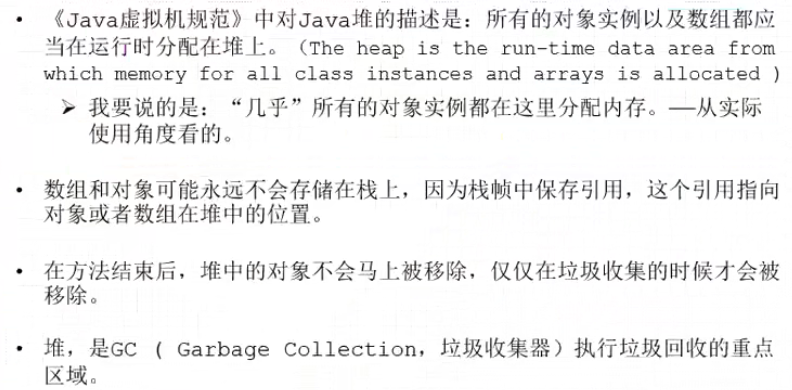 • 《Java虚拟机规范》中对Java堆的描述是：所有的对象实例以及数组都应
当在运行时分配在堆上。（The heap is the run-time data area from
which memory for all class instances and arrays is allocated ）
➢ 我要说的是：“几乎”所有的对象实例都在这里分配内存。—从实际
使用角度看的。
• 数组和对象可能永远不会存储在栈上，因为栈帧中保存引用，这个引用指向
对象或者数组在堆中的位置。
• 在方法结束后，堆中的对象不会马上被移除，仅仅在垃圾收集的时候才会被
移除。
• 堆，是GC （ Garbage Collection，垃圾收集器）执行垃圾回收的重点
区域。